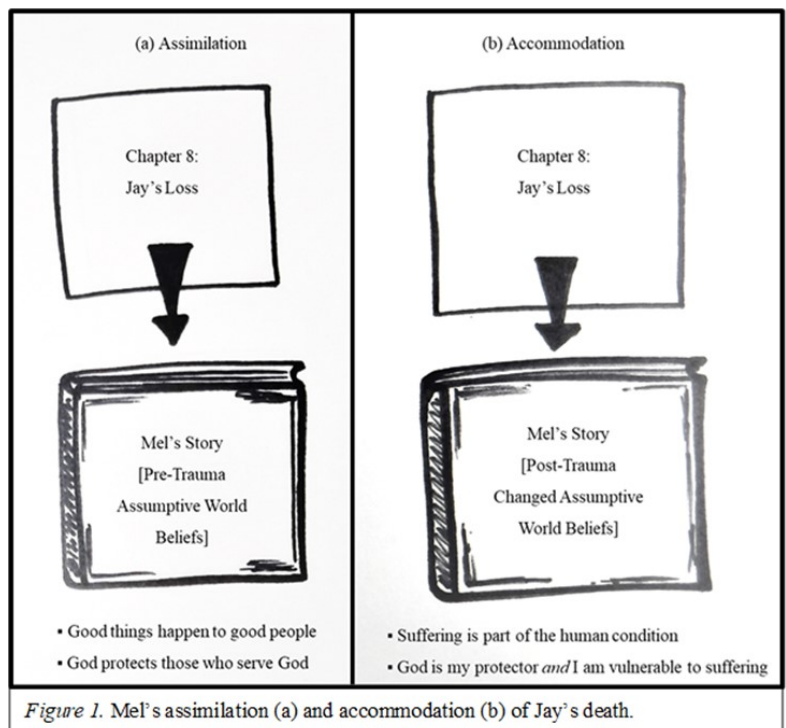 (a) Assimilation
Chapter 8:
Jay's Loss
Mel's Story
[Pre-Trauma
Assumptive World
Beliefs]
▪ Good things happen to good people
▪ God protects those who serve God
(b) Accommodation
Chapter 8:
Jay's Loss
Mel's Story
[Post-Trauma
Changed Assumptive
World Beliefs]
▪ Suffering is part of the human condition
▪ God is my protector and I am vulnerable to suffering
Figure 1. Mel's assimilation (a) and accommodation (b) of Jay's death.